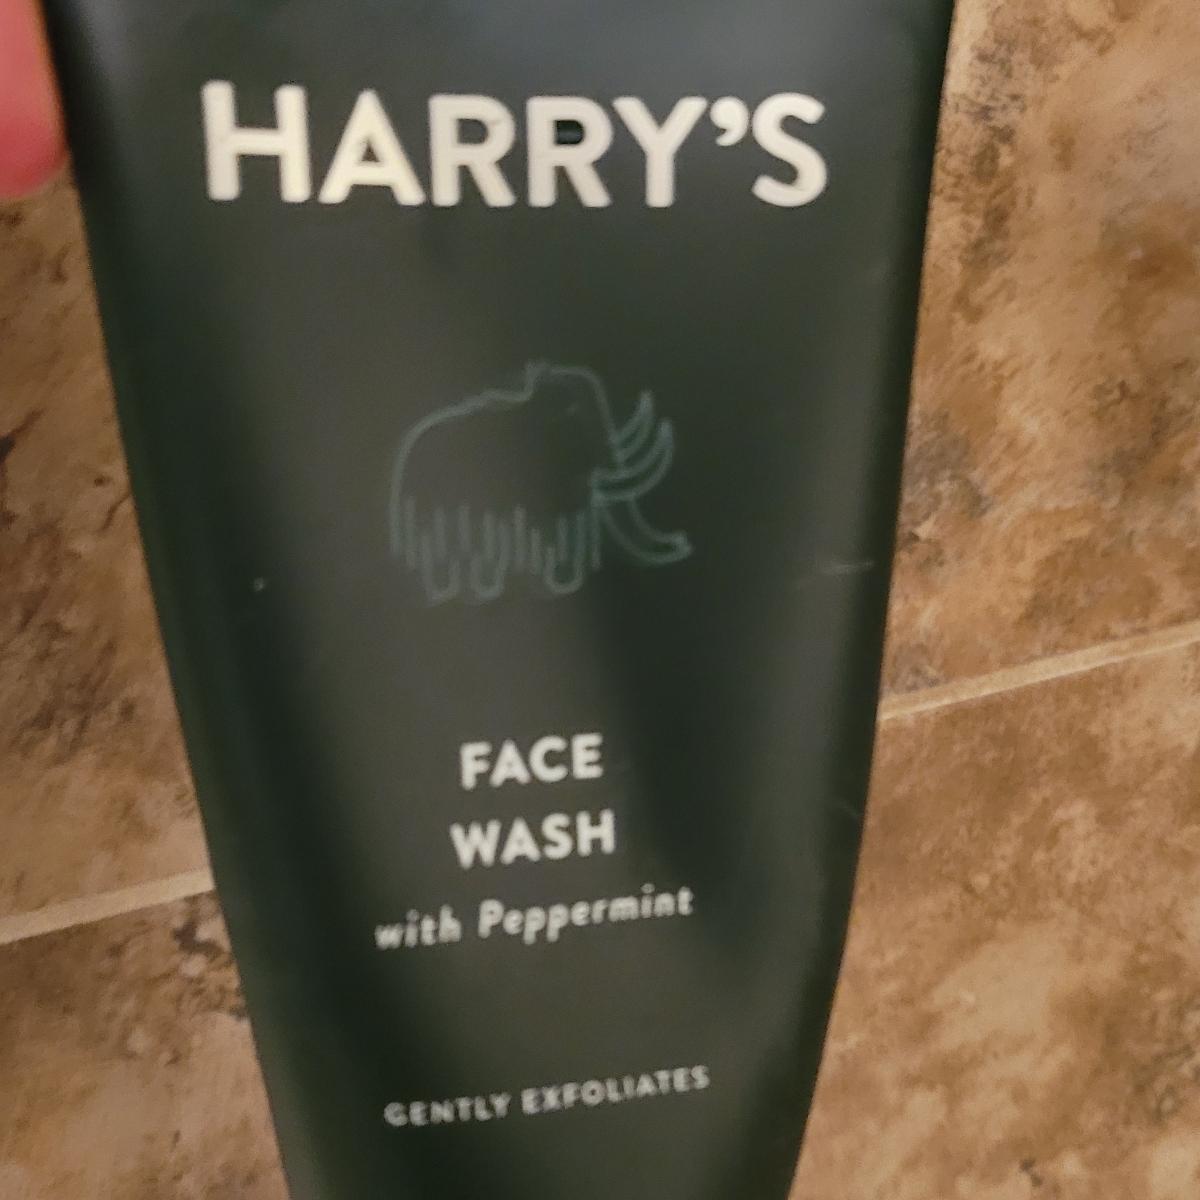 HARRY'S
FACE
WASH
with Peppermint
GENTLY EXFOLIATES